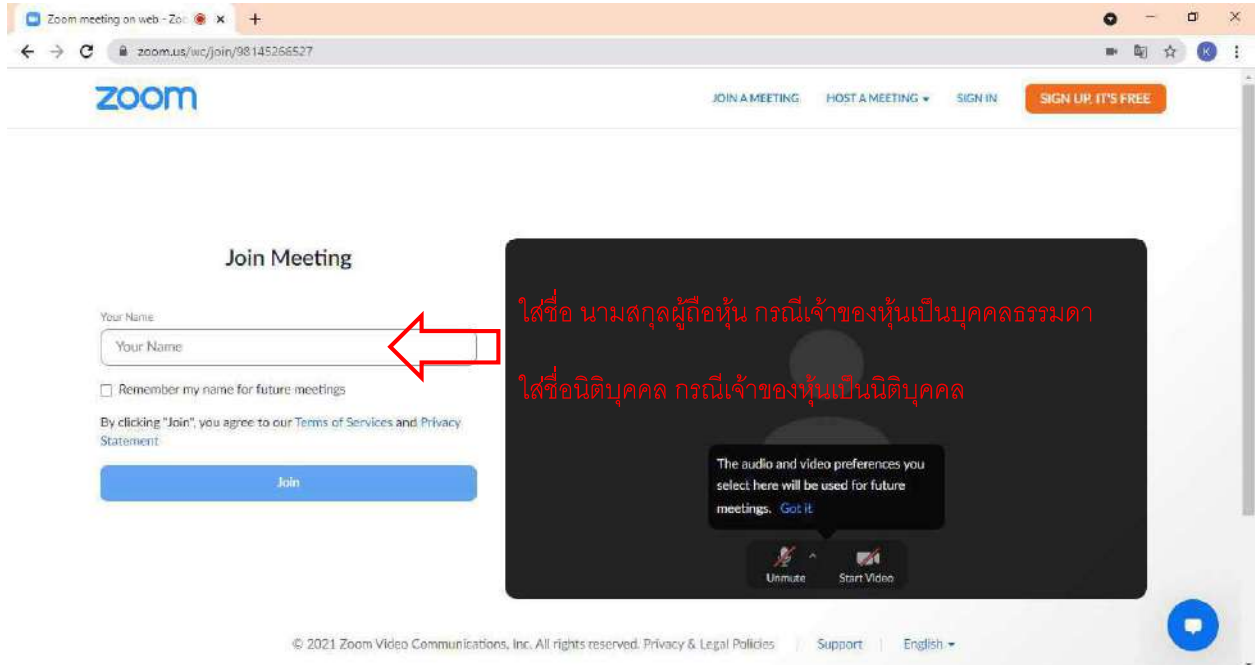 Zoom meeting on web - Zo
zoom.us/wc/join/98145266527
K
zoom
JOIN A MEETING
HOST A MEETING
SIGN IN
SIGN UP, IT'S FREE
Join Meeting
Your Name
Your Name
Remember my name for future meetings
By clicking "Join", you agree to our Terms of Services and Privacy
Statement
Join
ใส่ชื่อ นามสกุลผู้ถือหุ้น กรณีเจ้าของหุ้นเป็นบุคคลธรรมดา
ใส่ชื่อนิติบุคคล กรณีเจ้าของหุ้นเป็นนิติบุคคล
The audio and video preferences you
select here will be used for future
meetings. Got it
Unmute
Start Video
© 2021 Zoom Video Communications, Inc. All rights reserved. Privacy & Legal Policies | Support | English